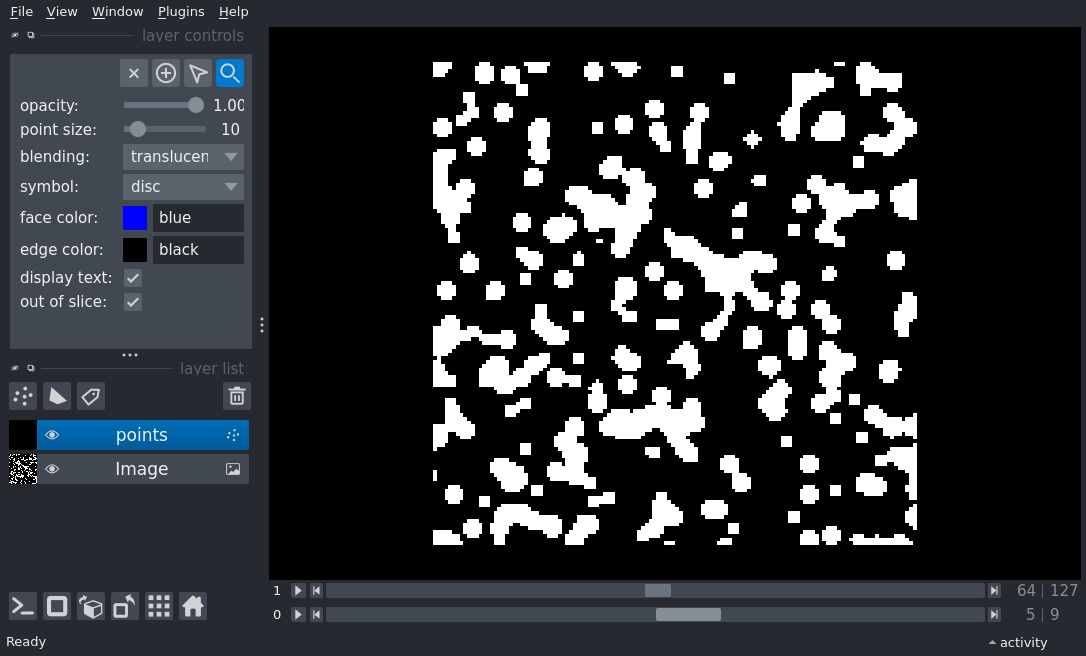 File View Window Plugins Help
layer controls
opacity: 1.00
point size: 10
blending: translucen
symbol: disc
face color: blue
edge color: black
display text:
out of slice:
layer list
points
Image
1 64 | 127
0 5 | 9
Ready activity